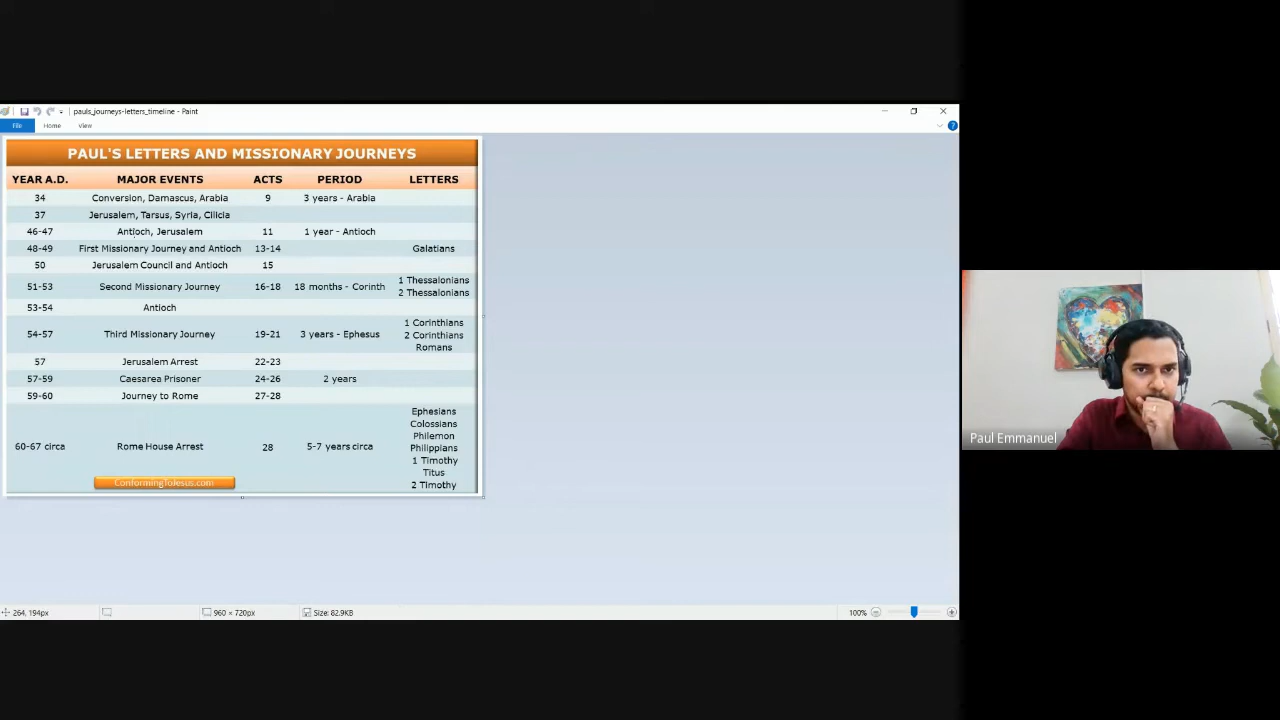 pauls_journeys-letters_timeline - Paint
File Home View
PAUL'S LETTERS AND MISSIONARY JOURNEYS
YEAR A.D. MAJOR EVENTS ACTS PERIOD LETTERS
34 Conversion, Damascus, Arabia 9 3 years - Arabia
37 Jerusalem, Tarsus, Syria, Cilicia
46-47 Antioch, Jerusalem 11 1 year - Antioch
48-49 First Missionary Journey and Antioch 13-14 Galatians
50 Jerusalem Council and Antioch 15
51-53 Second Missionary Journey 16-18 18 months - Corinth 1 Thessalonians
2 Thessalonians
53-54 Antioch
54-57 Third Missionary Journey 19-21 3 years - Ephesus 1 Corinthians
2 Corinthians
Romans
57 Jerusalem Arrest 22-23
57-59 Caesarea Prisoner 24-26 2 years
59-60 Journey to Rome 27-28
60-67 circa Rome House Arrest 28 5-7 years circa Ephesians
Colossians
Philemon
Philippians
1 Timothy
Titus
2 Timothy
ConformingToJesus.com
264, 194px 960 × 720px Size: 82.9KB 100%
Paul Emmanuel